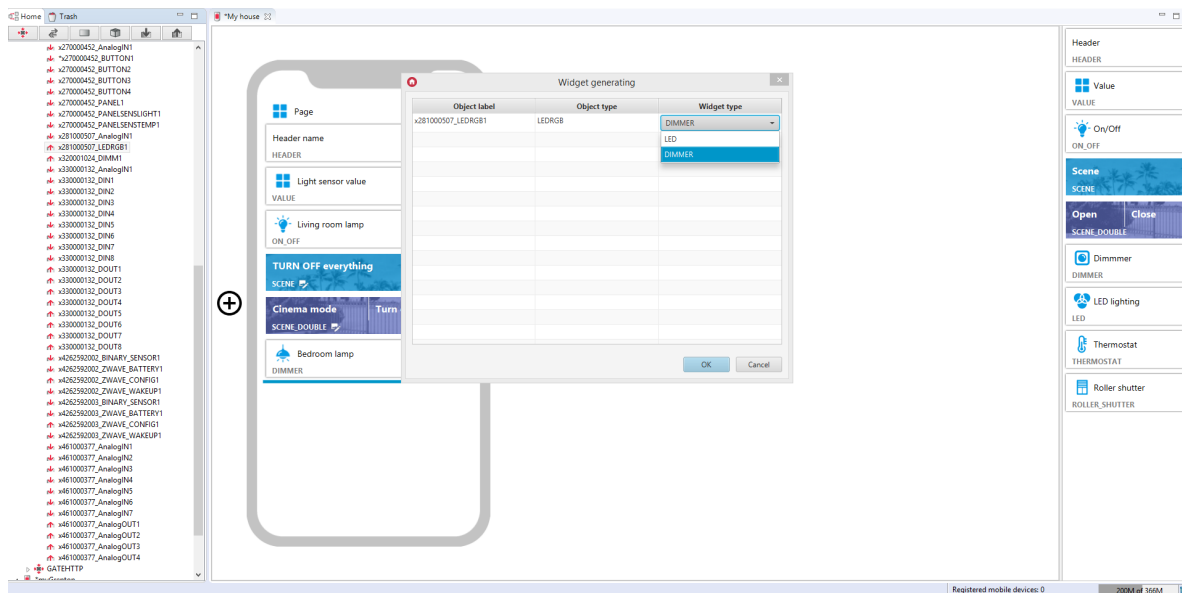 Home
Trash
*My house
x270000452_AnalogIN1
*x270000452_BUTTON1
x270000452_BUTTON2
x270000452_BUTTON3
x270000452_BUTTON4
x270000452_PANEL1
x270000452_PANELSENSLIGHT1
x270000452_PANELSENSTEMP1
x281000507_AnalogIN1
x281000507_LEDRGB1
x320001024_DIMM1
x330000132_AnalogIN1
x330000132_DIN1
x330000132_DIN2
x330000132_DIN3
x330000132_DIN4
x330000132_DIN5
x330000132_DIN6
x330000132_DIN7
x330000132_DIN8
x330000132_DOUT1
x330000132_DOUT2
x330000132_DOUT3
x330000132_DOUT4
x330000132_DOUT5
x330000132_DOUT6
x330000132_DOUT7
x330000132_DOUT8
x4262592002_BINARY_SENSOR1
x4262592002_ZWAVE_BATTERY1
x4262592002_ZWAVE_CONFIG1
x4262592002_ZWAVE_WAKEUP1
x4262592003_BINARY_SENSOR1
x4262592003_ZWAVE_BATTERY1
x4262592003_ZWAVE_CONFIG1
x4262592003_ZWAVE_WAKEUP1
x461000377_AnalogIN1
x461000377_AnalogIN2
x461000377_AnalogIN3
x461000377_AnalogIN4
x461000377_AnalogIN5
x461000377_AnalogIN6
x461000377_AnalogIN7
x461000377_AnalogOUT1
x461000377_AnalogOUT2
x461000377_AnalogOUT3
x461000377_AnalogOUT4
GATEHTTP
Page
Header name
HEADER
Light sensor value
VALUE
Living room lamp
ON_OFF
TURN OFF everything
SCENE
Cinema mode Turn
SCENE_DOUBLE
Bedroom lamp
DIMMER
Widget generating
Object label Object type Widget type
x281000507_LEDRGB1 LEDRGB DIMMER
LED
DIMMER
OK Cancel
Header
HEADER
Value
VALUE
On/Off
ON_OFF
Scene
SCENE
Open Close
SCENE_DOUBLE
Dimmmer
DIMMER
LED lighting
LED
Thermostat
THERMOSTAT
Roller shutter
ROLLER_SHUTTER
Registered mobile devices: 0
200M of 366M